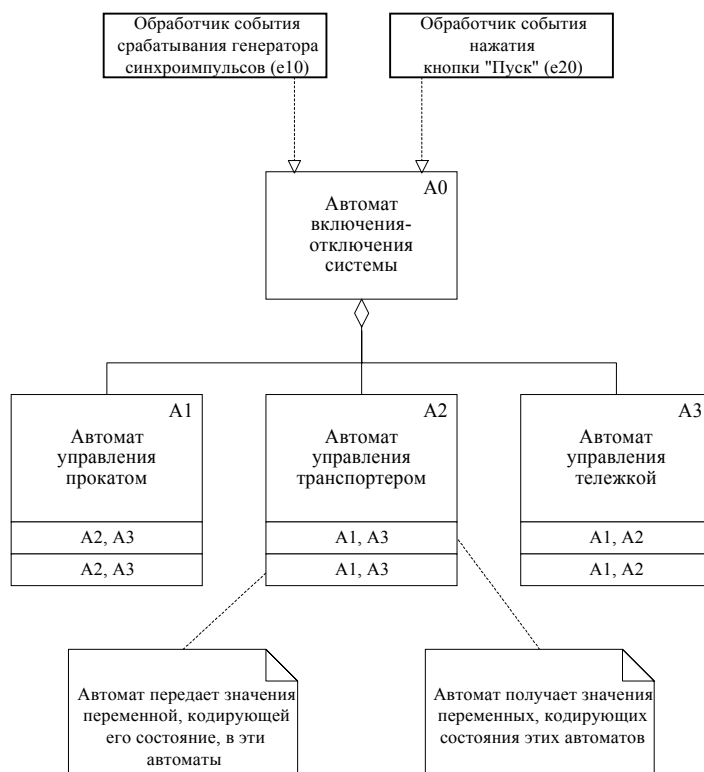 Обработчик события
срабатывания генератора
синхроимпульсов (e10)
Обработчик события
нажатия
кнопки "Пуск" (e20)
A0
Автомат
включения-
отключения
системы
A1
Автомат
управления
прокатом
A2, A3
A2, A3
A2
Автомат
управления
транспортером
A1, A3
A1, A3
A3
Автомат
управления
тележкой
A1, A2
A1, A2
Автомат передает значения
переменной, кодирующей
его состояние, в эти
автоматы
Автомат получает значения
переменных, кодирующих
состояния этих автоматов